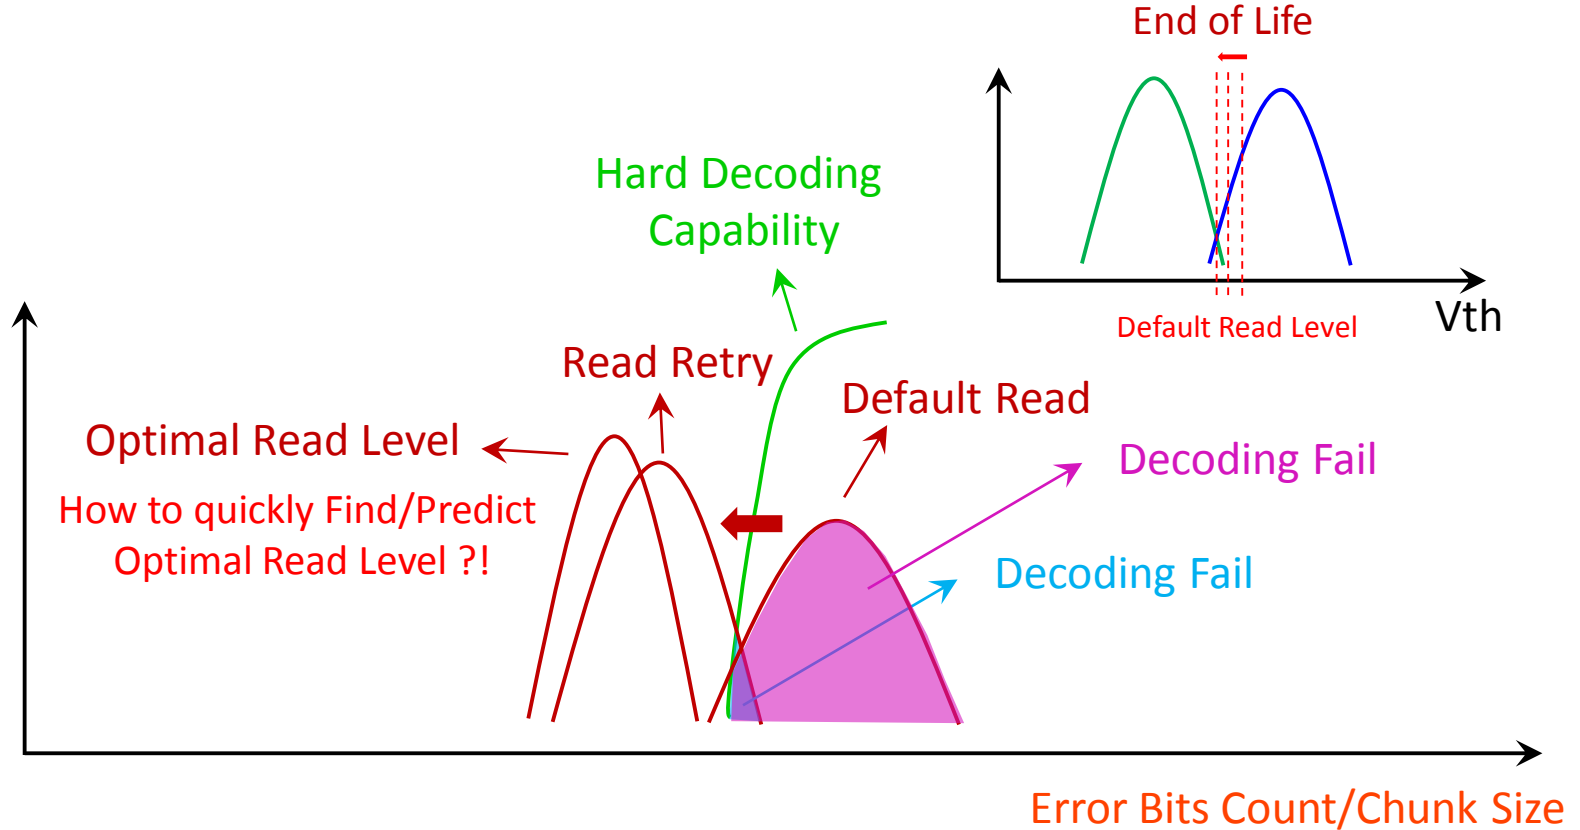 End of Life
Hard Decoding
Capability
Vth
Default Read Level
Read Retry
Default Read
Optimal Read Level
Decoding Fail
How to quickly Find/Predict
Optimal Read Level ?!
Decoding Fail
Error Bits Count/Chunk Size